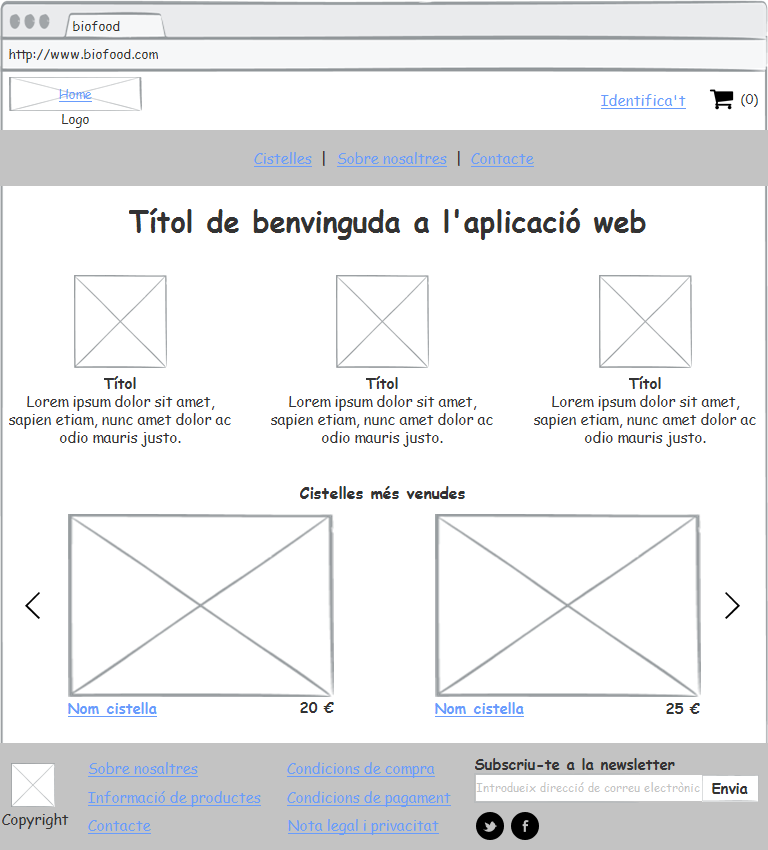 biofood
http://www.biofood.com
Home
Logo
Identifica't
(0)
Cistelles | Sobre nosaltres | Contacte
Títol de benvinguda a l'aplicació web
Títol
Lorem ipsum dolor sit amet,
sapien etiam, nunc amet dolor ac
odio mauris justo.
Títol
Lorem ipsum dolor sit amet,
sapien etiam, nunc amet dolor ac
odio mauris justo.
Títol
Lorem ipsum dolor sit amet,
sapien etiam, nunc amet dolor ac
odio mauris justo.
Cistelles més venudes
Nom cistella 20 €
Nom cistella 25 €
Copyright
Sobre nosaltres
Informació de productes
Contacte
Condicions de compra
Condicions de pagament
Nota legal i privacitat
Subscriu-te a la newsletter
Introdueix direcció de correu electrònic
Envia